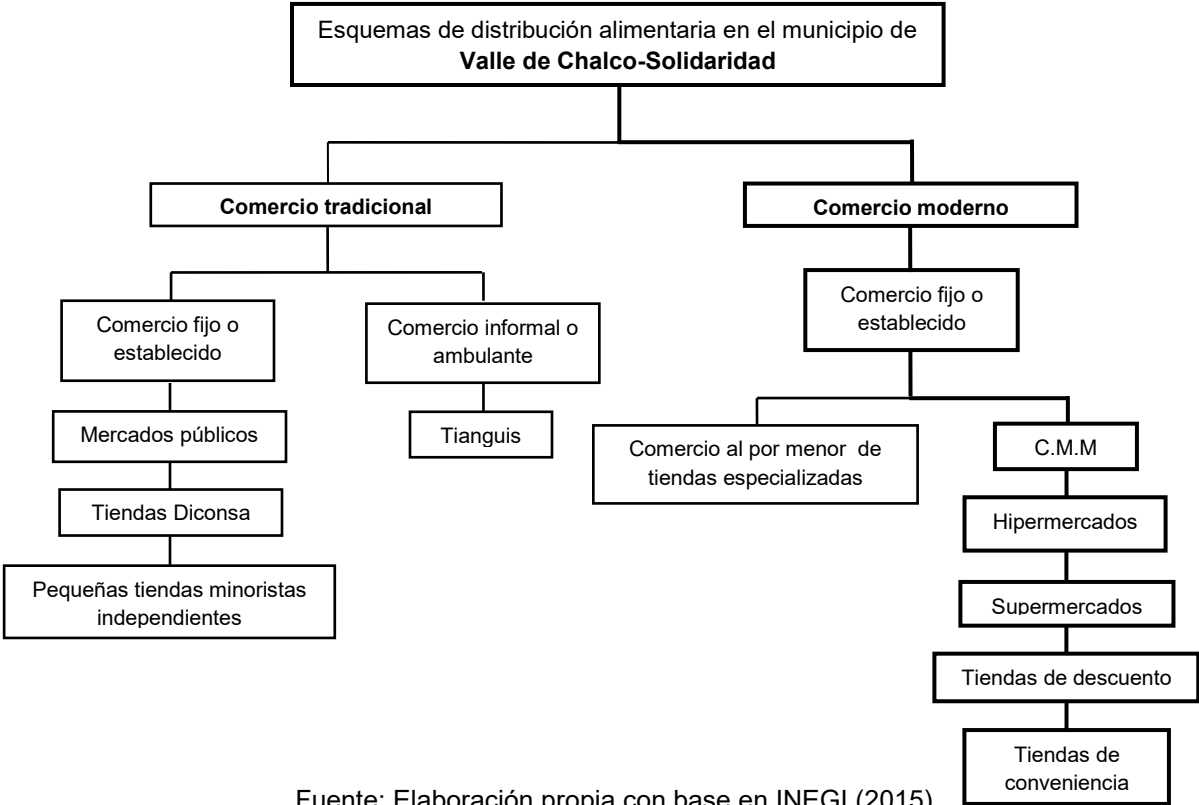 Esquemas de distribución alimentaria en el municipio de
Valle de Chalco-Solidaridad
Comercio tradicional
Comercio moderno
Comercio fijo o
establecido
Comercio informal o
ambulante
Comercio fijo o
establecido
Mercados públicos
Tianguis
Comercio al por menor de
tiendas especializadas
C.M.M
Tiendas Diconsa
Hipermercados
Pequeñas tiendas minoristas
independientes
Supermercados
Tiendas de descuento
Tiendas de
conveniencia
Fuente: Elaboración propia con base en INEGI (2015)